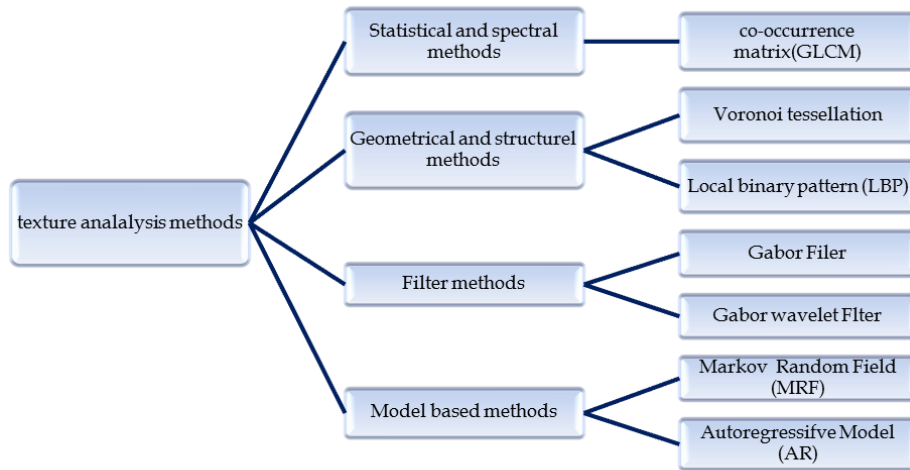 texture analalysis methods
Statistical and spectral
methods
co-occurrence
matrix(GLCM)
Geometrical and structurel
methods
Voronoi tessellation
Local binary pattern (LBP)
Filter methods
Gabor Filer
Gabor wavelet Flter
Model based methods
Markov Random Field
(MRF)
Autoregressifve Model
(AR)